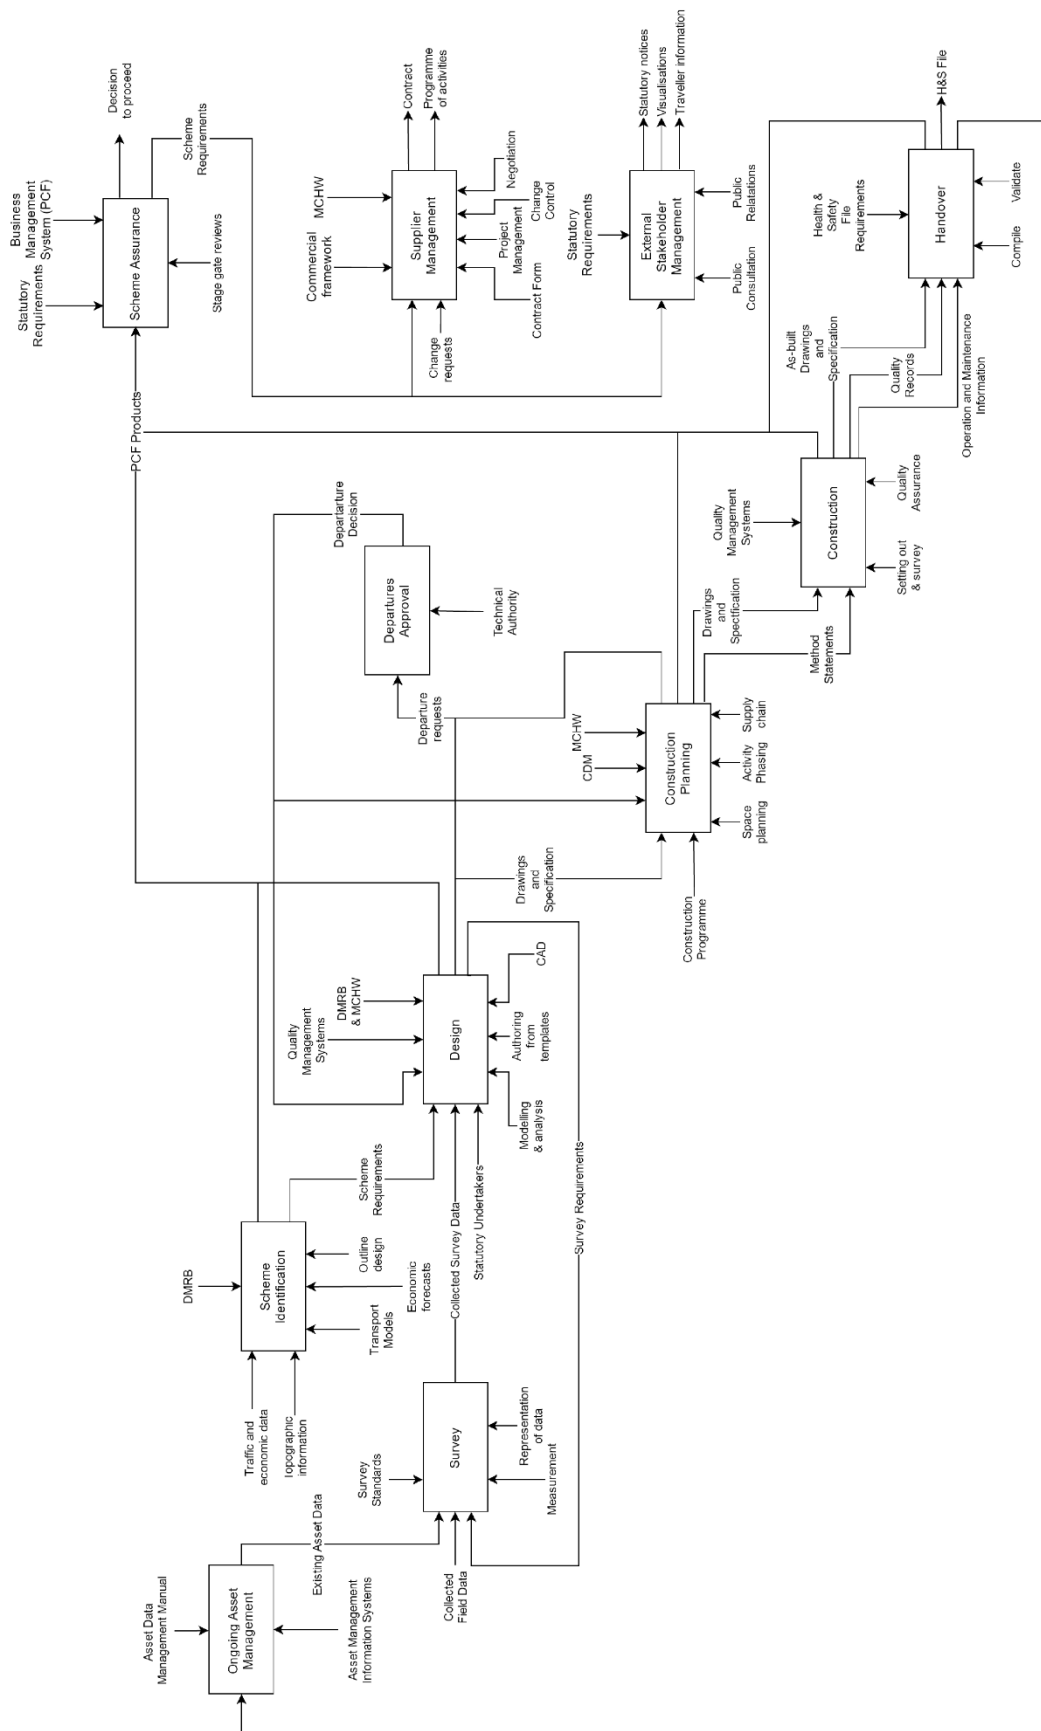 Asset Data
Management Manual
Ongoing Asset
Management
Asset Management
Information Systems
Existing Asset Data
DMRB
Traffic and
economic data
Topographic
information
Scheme
Identification
Transport
Models
Economic
forecasts
Outline
design
Scheme
Requirements
Survey
Standards
Survey
Collected
Field Data
Measurement
Representation
of data
Collected Survey Data
Statutory Undertakers
Survey Requirements
Quality Management
Systems
DMRB
& MCHW
Design
Modelling
& analysis
Authoring
from
templates
CAD
Drawings
and
Specification
Departure
requests
Departures
Approval
Technical
Authority
Departarture
Decision
CDM
MCHW
Construction
Planning
Construction
Programme
Space
planning
Activity
Phasing
Supply
chain
Drawings
and
Spectfication
Method
Statements
Quality
Management
Systems
Construction
Setting out
& survey
Quality
Assurance
As-built
Drawings
and
Specification
Quality
Records
Operation and Maintenance
Information
Health &
Safety
File
Requirements
Handover
Compile
Validate
H&S File
PCF Products
Statutory
Requirements
Business
Management
System (PCF)
Scheme Assurance
Stage gate reviews
Decision
to proceed
Scheme
Requirements
Commercial
framework
MCHW
Supplier
Management
Change
requests
Contract Form
Project
Management
Change
Control
Negotiation
Contract
Programme
of activities
Statutory
Requirements
External
Stakeholder
Management
Public
Consultation
Public
Relatations
Statutory notices
Visualisations
Traveller information